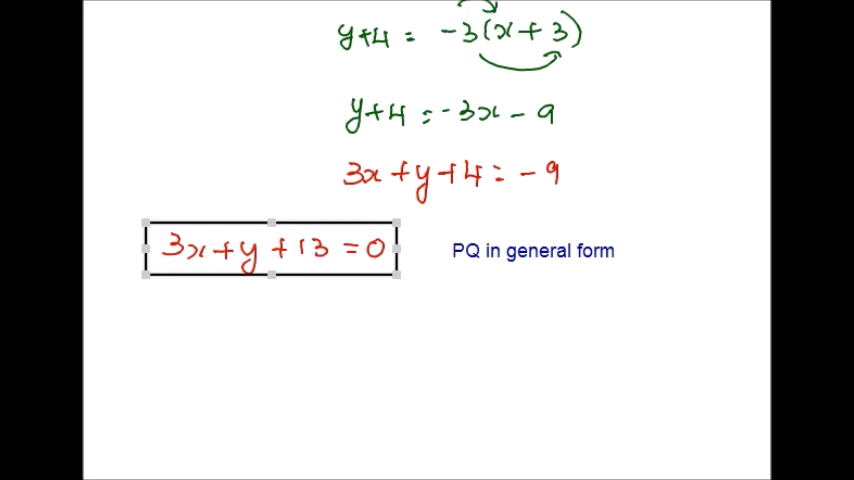 y+4 = -3(x+3)
y+4 = -3x - 9
3x+y+4 = -9
3x+y+13 = 0 PQ in general form